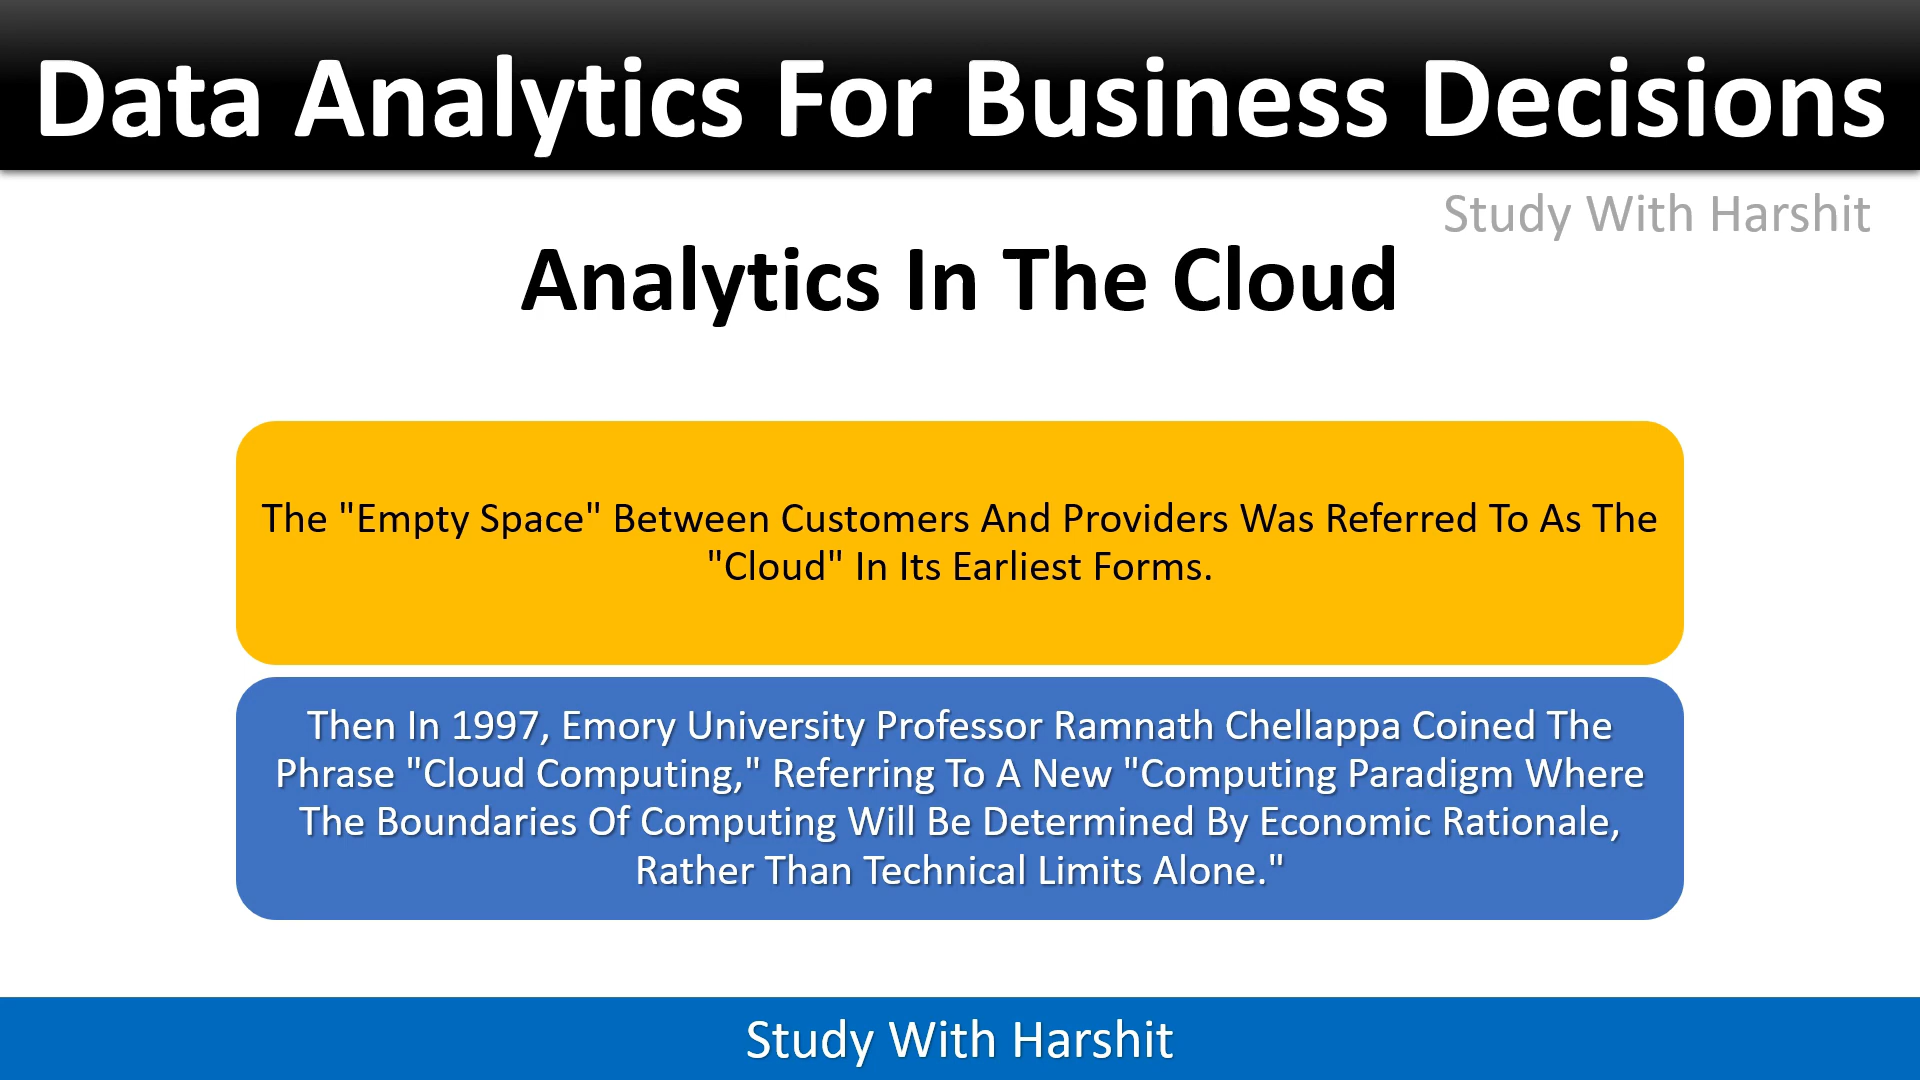 Data Analytics For Business Decisions
Study With Harshit
Analytics In The Cloud
The "Empty Space" Between Customers And Providers Was Referred To As The
"Cloud" In Its Earliest Forms.
Then In 1997, Emory University Professor Ramnath Chellappa Coined The
Phrase "Cloud Computing," Referring To A New "Computing Paradigm Where
The Boundaries Of Computing Will Be Determined By Economic Rationale,
Rather Than Technical Limits Alone."
Study With Harshit